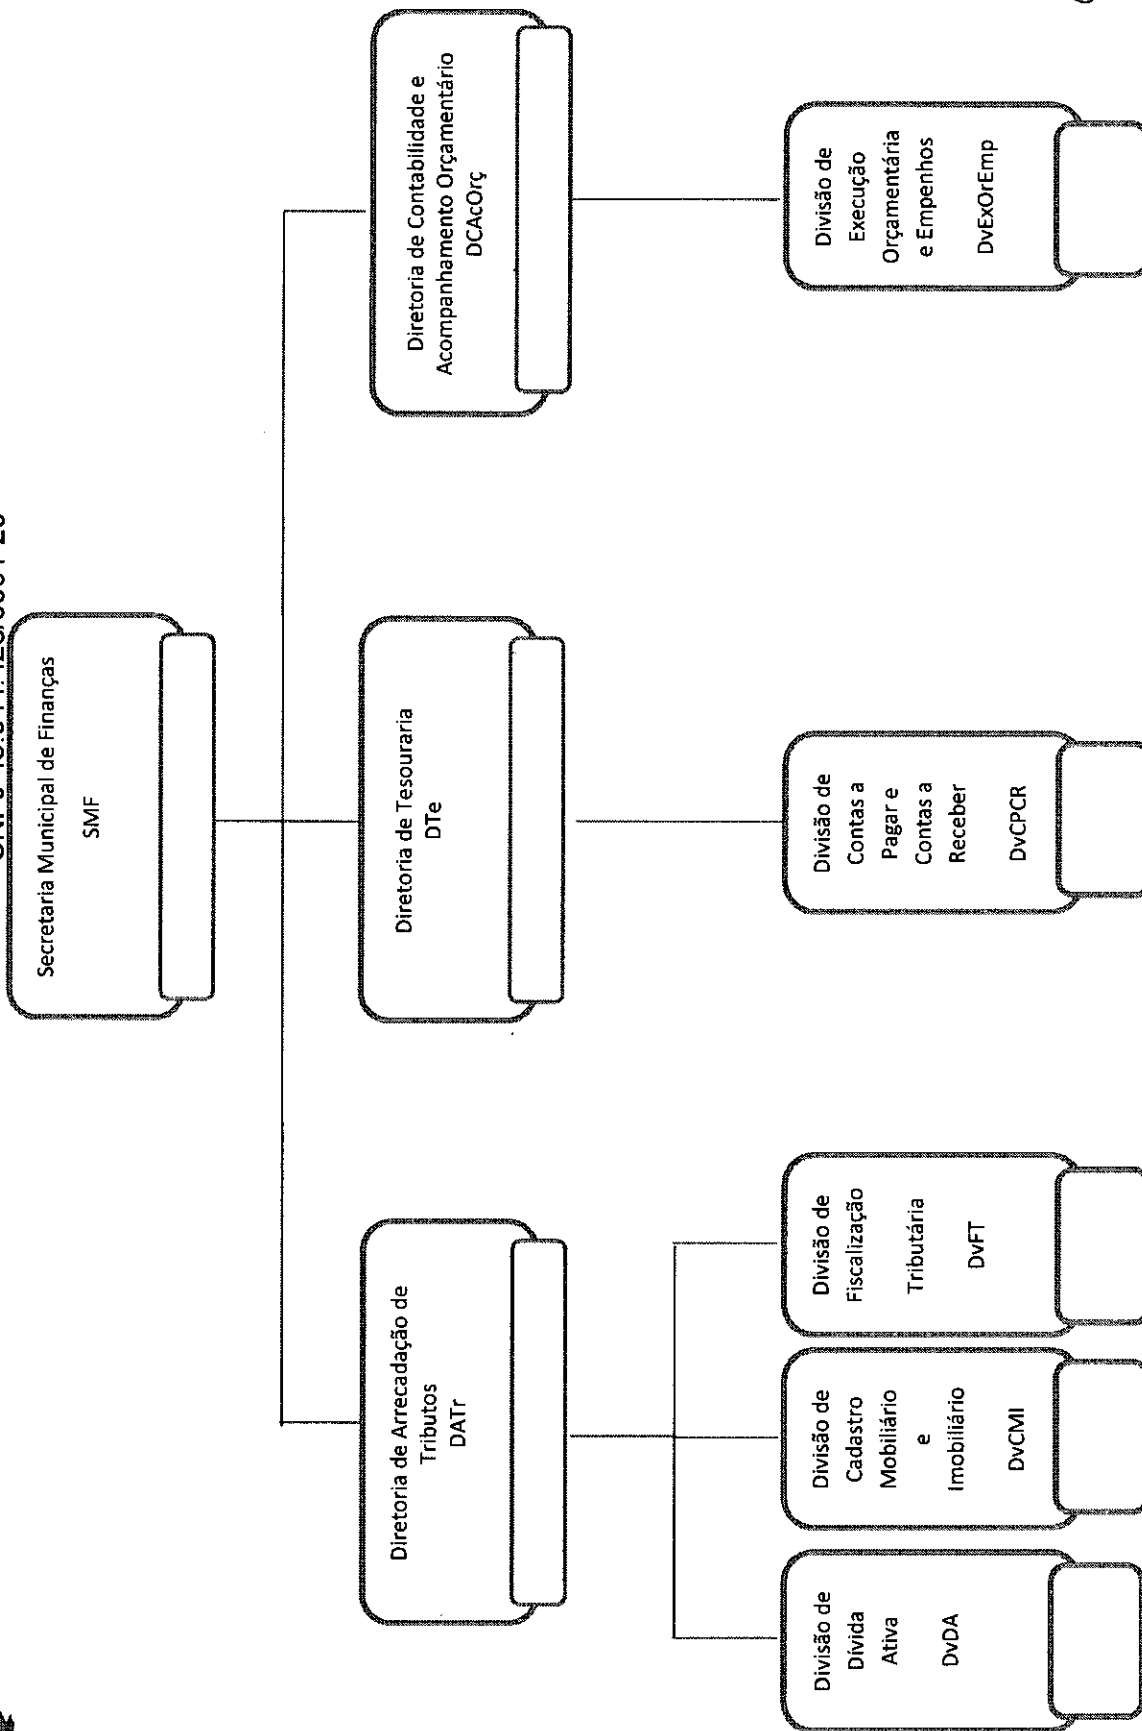 Secretaria Municipal de Finanças
SMF
Diretoria de Arrecadação de
Tributos
DATr
Diretoria de Tesouraria
DTe
Diretoria de Contabilidade e
Acompanhamento Orçamentário
DCAcOrç
Divisão de
Dívida
Ativa
DvDA
Divisão de
Cadastro
Mobiliário
e
Imobiliário
DvCMI
Divisão de
Fiscalização
Tributária
DvFT
Divisão de
Contas a
Pagar e
Contas a
Receber
DvCPCR
Divisão de
Execução
Orçamentária
e Empenhos
DvExOrEmp